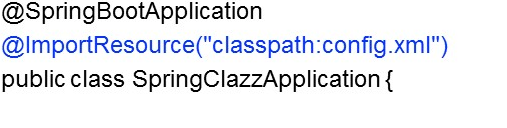 @SpringBootApplication
@ImportResource("classpath:config.xml")
public class SpringClazzApplication {